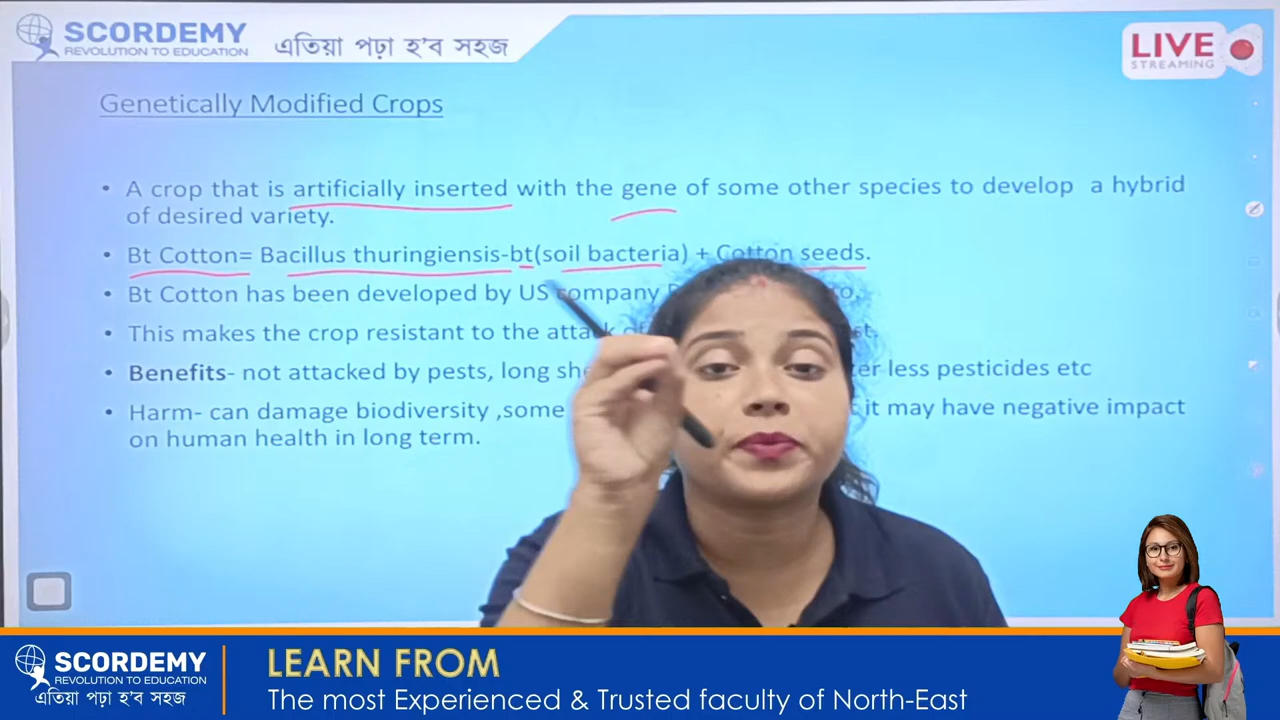 SCORDEMY
REVOLUTION TO EDUCATION
এতিয়া পঢ়া হ'ব সহজ
LIVE
STREAMING
Genetically Modified Crops
• A crop that is artificially inserted with the gene of some other species to develop a hybrid
of desired variety.
• Bt Cotton= Bacillus thuringiensis-bt(soil bacteria) + Cotton seeds.
• Bt Cotton has been developed by US company
• This makes the crop resistant to the attack
• Benefits- not attacked by pests, long less pesticides etc
• Harm- can damage biodiversity ,some it may have negative impact
on human health in long term.
SCORDEMY
REVOLUTION TO EDUCATION
এতিয়া পঢ়া হ'ব সহজ
LEARN FROM
The most Experienced & Trusted faculty of North-East